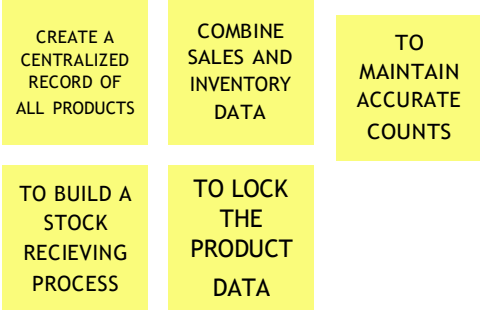 CREATE A
CENTRALIZED
RECORD OF
ALL PRODUCTS
COMBINE
SALES AND
INVENTORY
DATA
TO
MAINTAIN
ACCURATE
COUNTS
TO BUILD A
STOCK
RECIEVING
PROCESS
TO LOCK
THE
PRODUCT
DATA